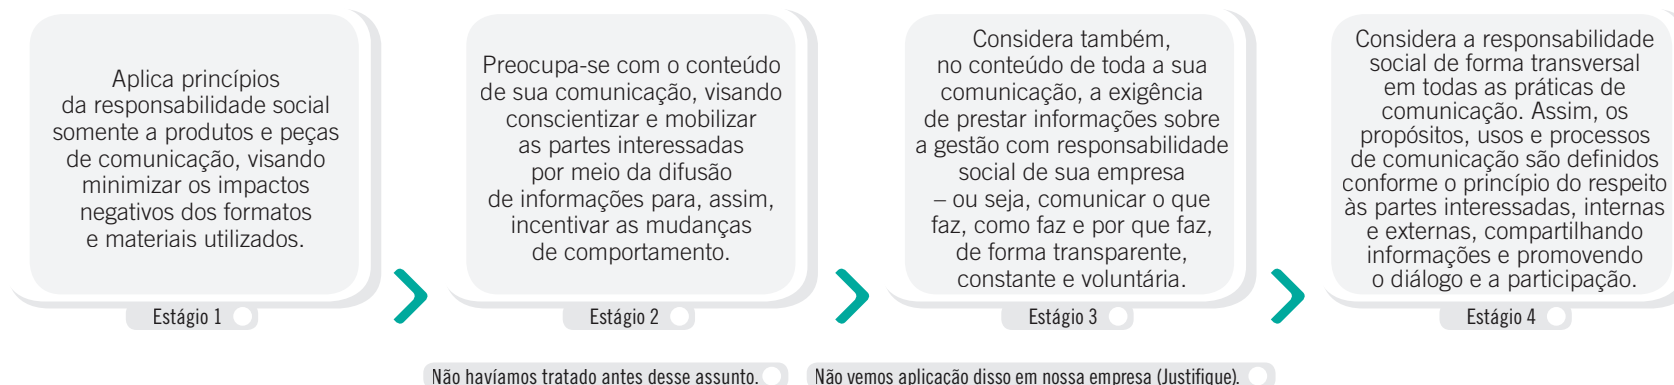 Aplica princípios
da responsabilidade social
somente a produtos e peças
de comunicação, visando
minimizar os impactos
negativos dos formatos
e materiais utilizados.
Estágio 1
Preocupa-se com o conteúdo
de sua comunicação, visando
conscientizar e mobilizar
as partes interessadas
por meio da difusão
de informações para, assim,
incentivar as mudanças
de comportamento.
Estágio 2
Considera também,
no conteúdo de toda a sua
comunicação, a exigência
de prestar informações sobre
a gestão com responsabilidade
social de sua empresa
– ou seja, comunicar o que
faz, como faz e por que faz,
de forma transparente,
constante e voluntária.
Estágio 3
Considera a responsabilidade
social de forma transversal
em todas as práticas de
comunicação. Assim, os
propósitos, usos e processos
de comunicação são definidos
conforme o princípio do respeito
às partes interessadas, internas
e externas, compartilhando
informações e promovendo
o diálogo e a participação.
Estágio 4
Não havíamos tratado antes desse assunto.
Não vemos aplicação disso em nossa empresa (Justifique).